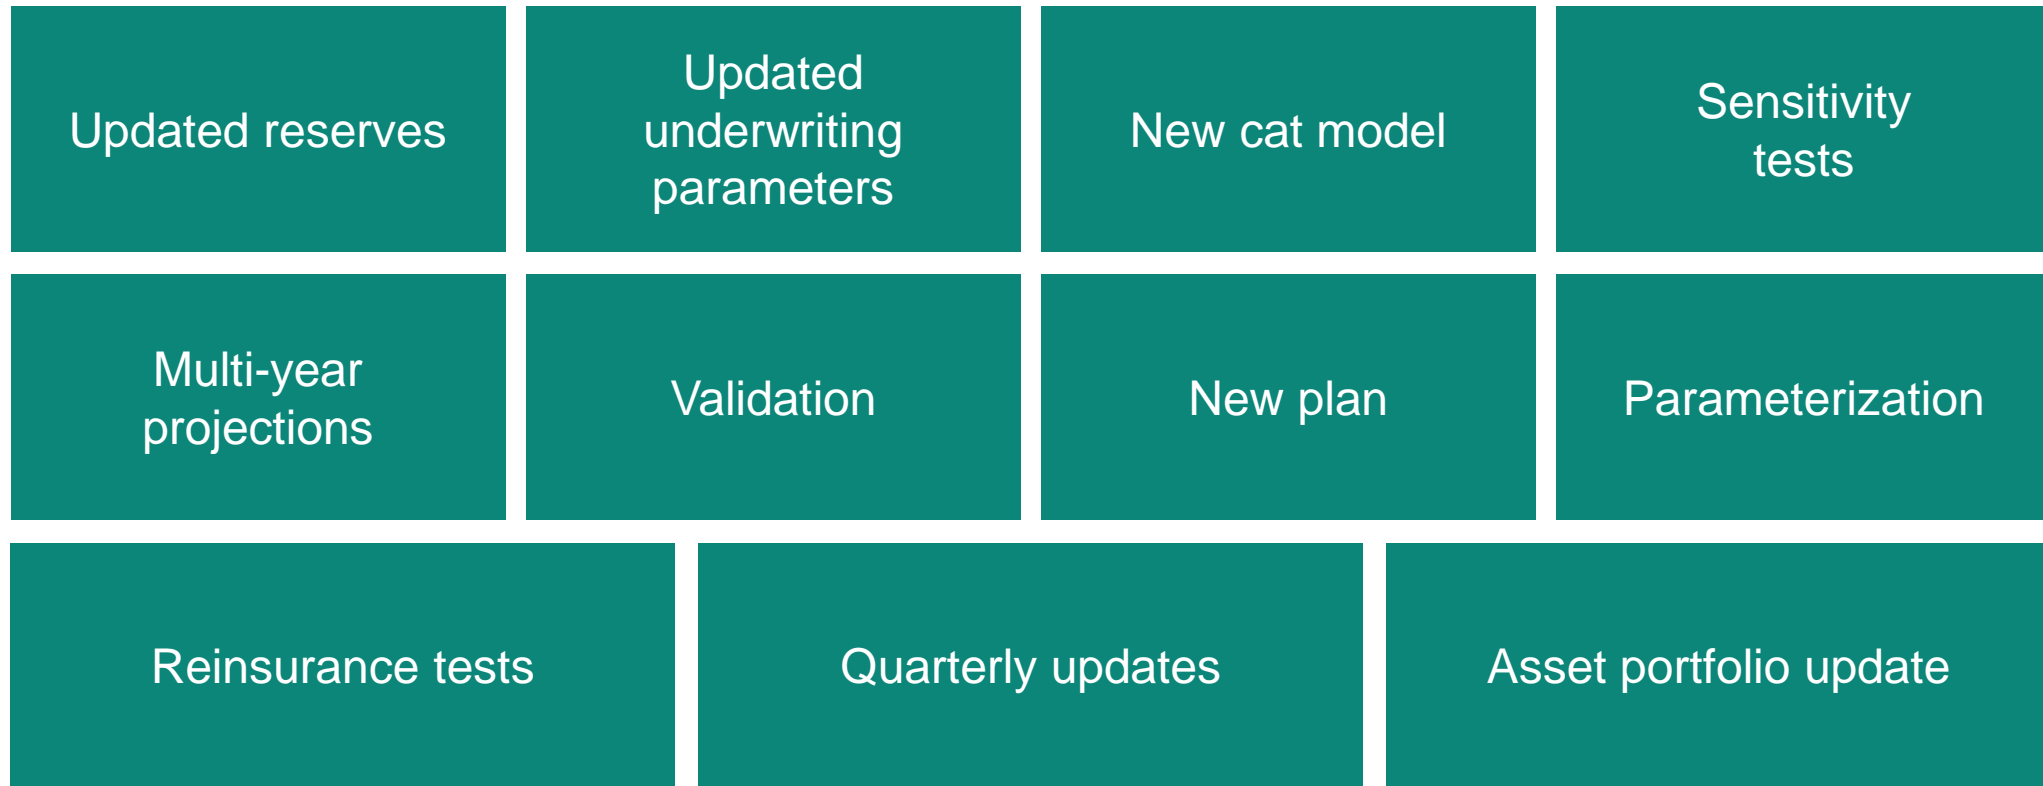 Updated reserves
Updated
underwriting
parameters
New cat model
Sensitivity
tests
Multi-year
projections
Validation
New plan
Parameterization
Reinsurance tests
Quarterly updates
Asset portfolio update